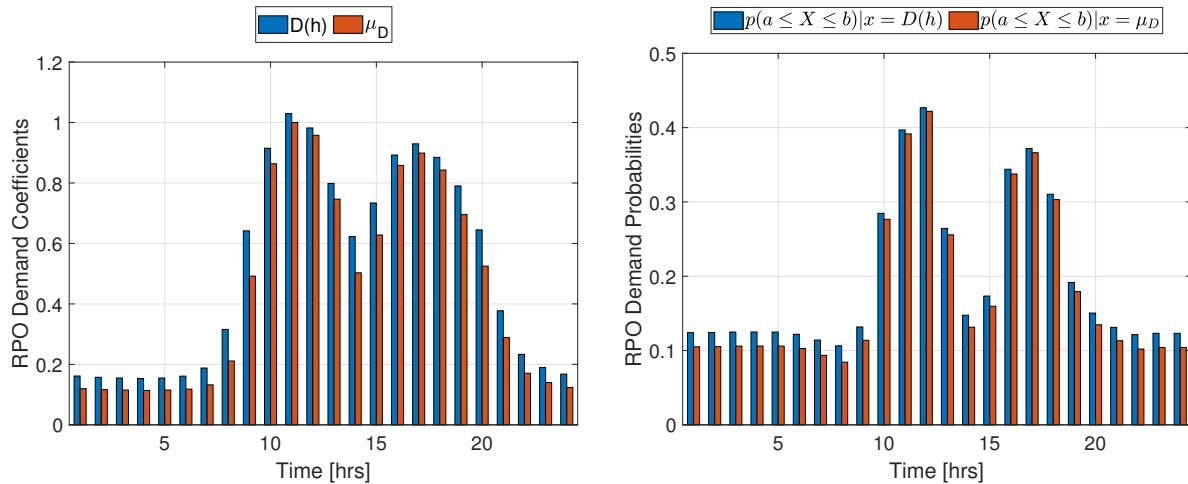 D(h) μ_D
1.2
1
0.8
0.6
0.4
0.2
0
RPO Demand Coefficients
5 10 15 20
Time [hrs]
p(a ≤ X ≤ b)|x = D(h) p(a ≤ X ≤ b)|x = μ_D
0.5
0.4
0.3
0.2
0.1
0
RPO Demand Probabilities
5 10 15 20
Time [hrs]